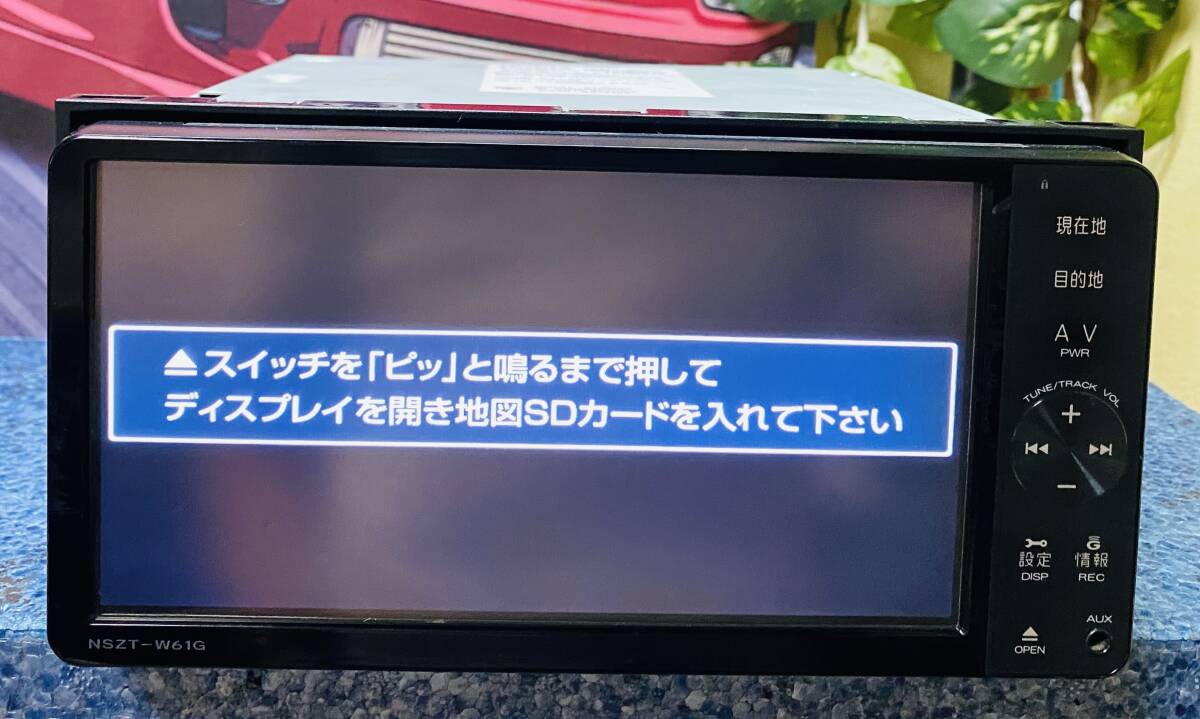 ⏏スイッチを「ピッ」と鳴るまで押して
ディスプレイを開き地図SDカードを入れて下さい
現在地
目的地
AV
PWR
TUNE/TRACK VOL
+
−
設定
DISP
G
情報
REC
OPEN
AUX
NSZT-W61G